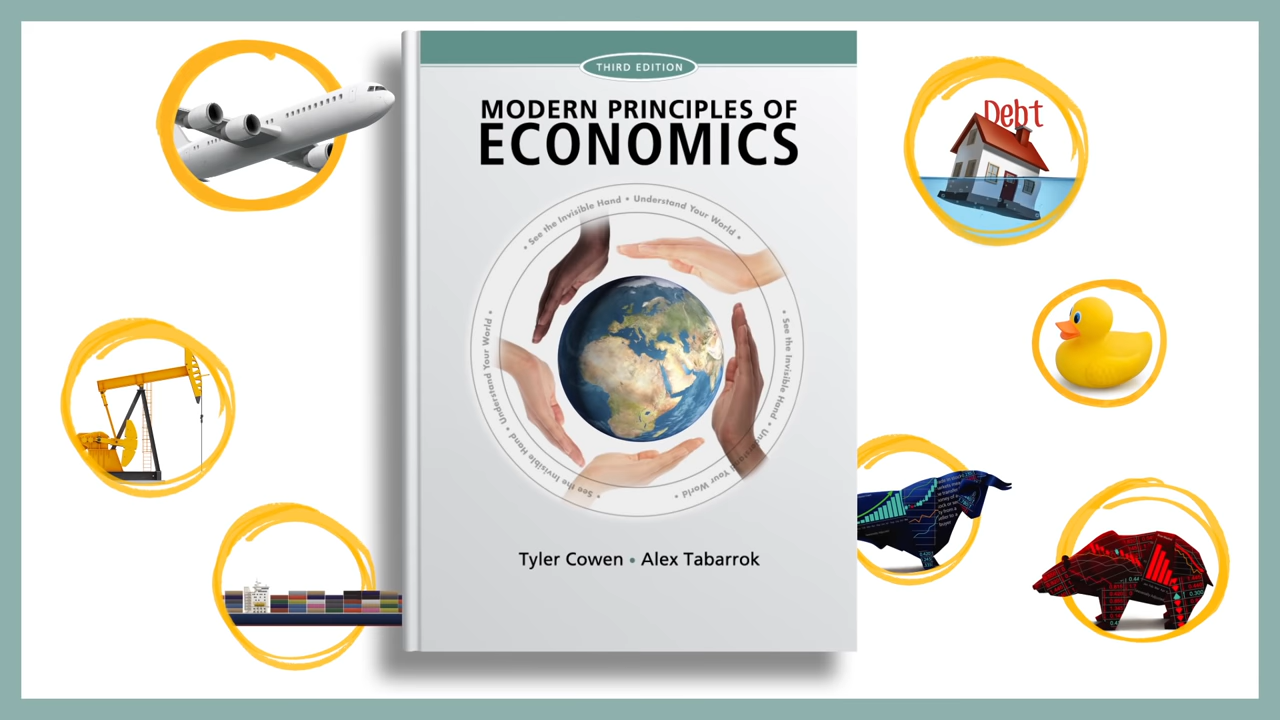 THIRD EDITION
MODERN PRINCIPLES OF
ECONOMICS
• See the Invisible Hand • Understand Your World •
• See the Invisible Hand • Understand Your World •
• See the Invisible Hand • Understand Your World •
Tyler Cowen • Alex Tabarrok
Debt